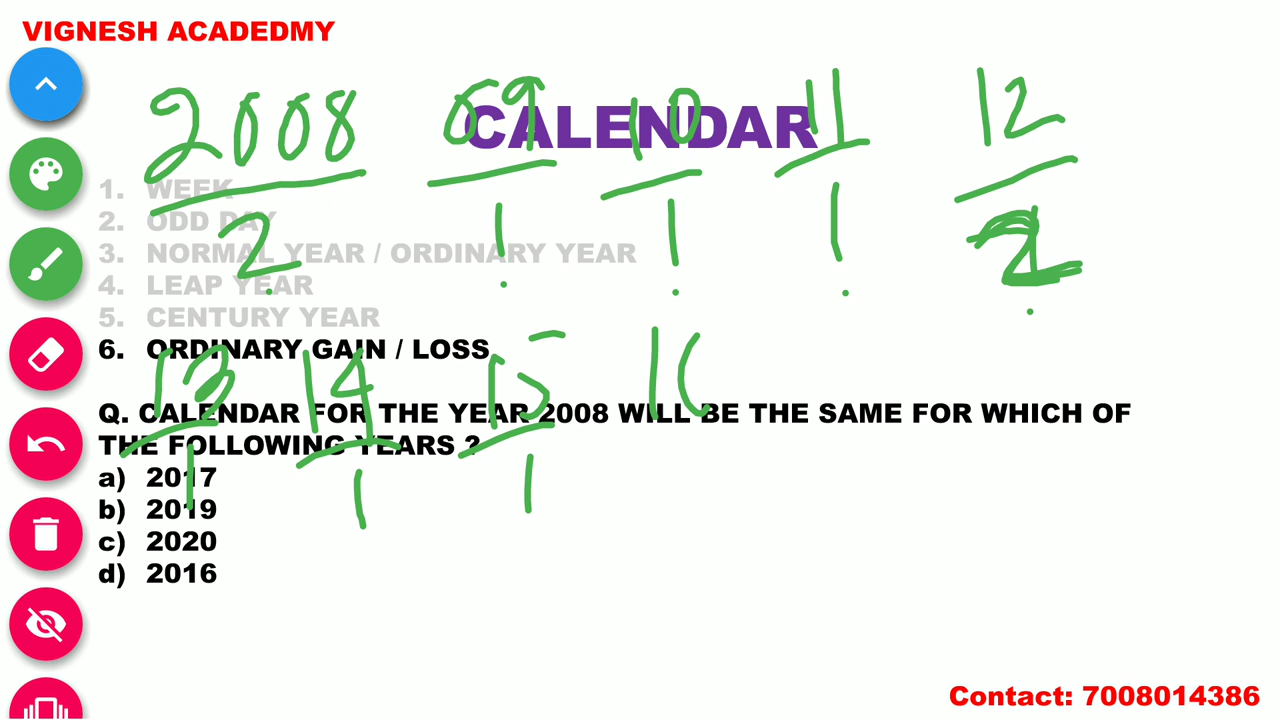 VIGNESH ACADEDMY
2008 09 10 11 12
CALENDAR
2 1 1 1 2
1. WEEK
2. ODD DAY
3. NORMAL YEAR / ORDINARY YEAR
4. LEAP YEAR
5. CENTURY YEAR
6. ORDINARY GAIN / LOSS
13 14 15
1 1 1
Q. CALENDAR FOR THE YEAR 2008 WILL BE THE SAME FOR WHICH OF
THE FOLLOWING YEARS ?
a) 2017
b) 2019
c) 2020
d) 2016
Contact: 7008014386